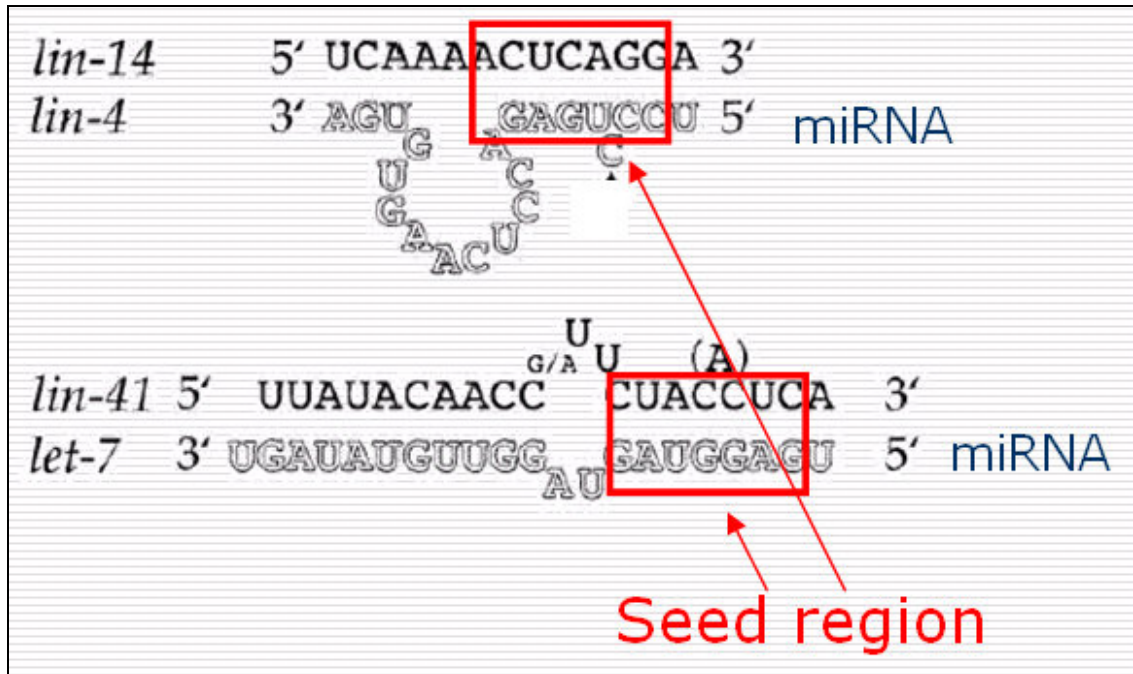 lin-14 5‘ UCAAAACUCAGGA 3‘
lin-4 3‘ AGU GAGUCCU 5‘ miRNA
G A C
U C
G C
A U
AC
U
G/A U (A)
lin-41 5‘ UUAUACAACC CUACCUCA 3‘
let-7 3‘ UGAUAUGUUGG GAUGGAGU 5‘ miRNA
AU
Seed region